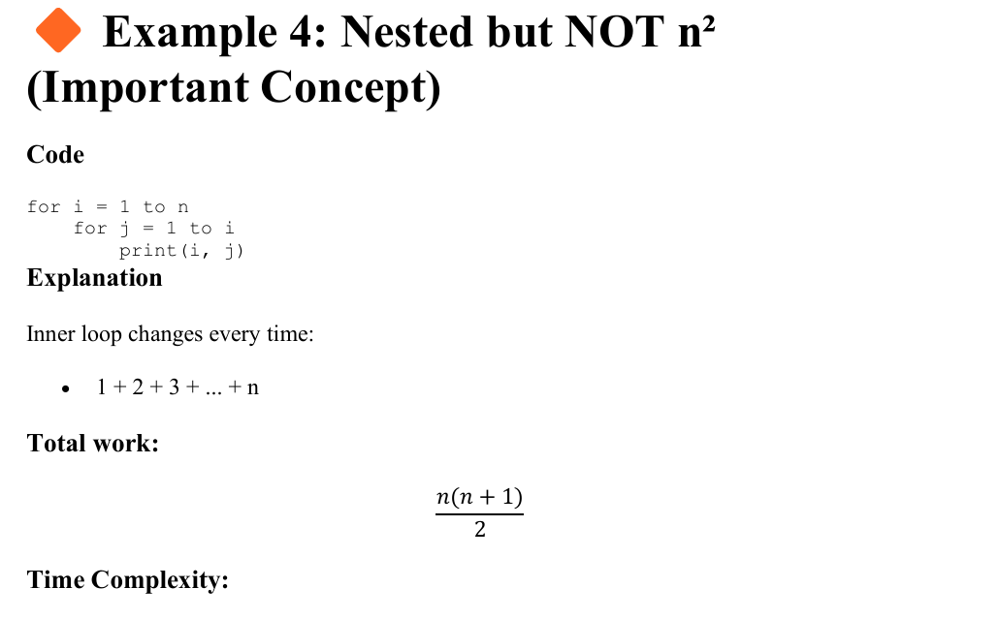 Example 4: Nested but NOT n²
(Important Concept)
Code
for i = 1 to n
    for j = 1 to i
        print(i, j)
Explanation
Inner loop changes every time:
• 1 + 2 + 3 + ... + n
Total work:
n(n + 1)
2
Time Complexity: